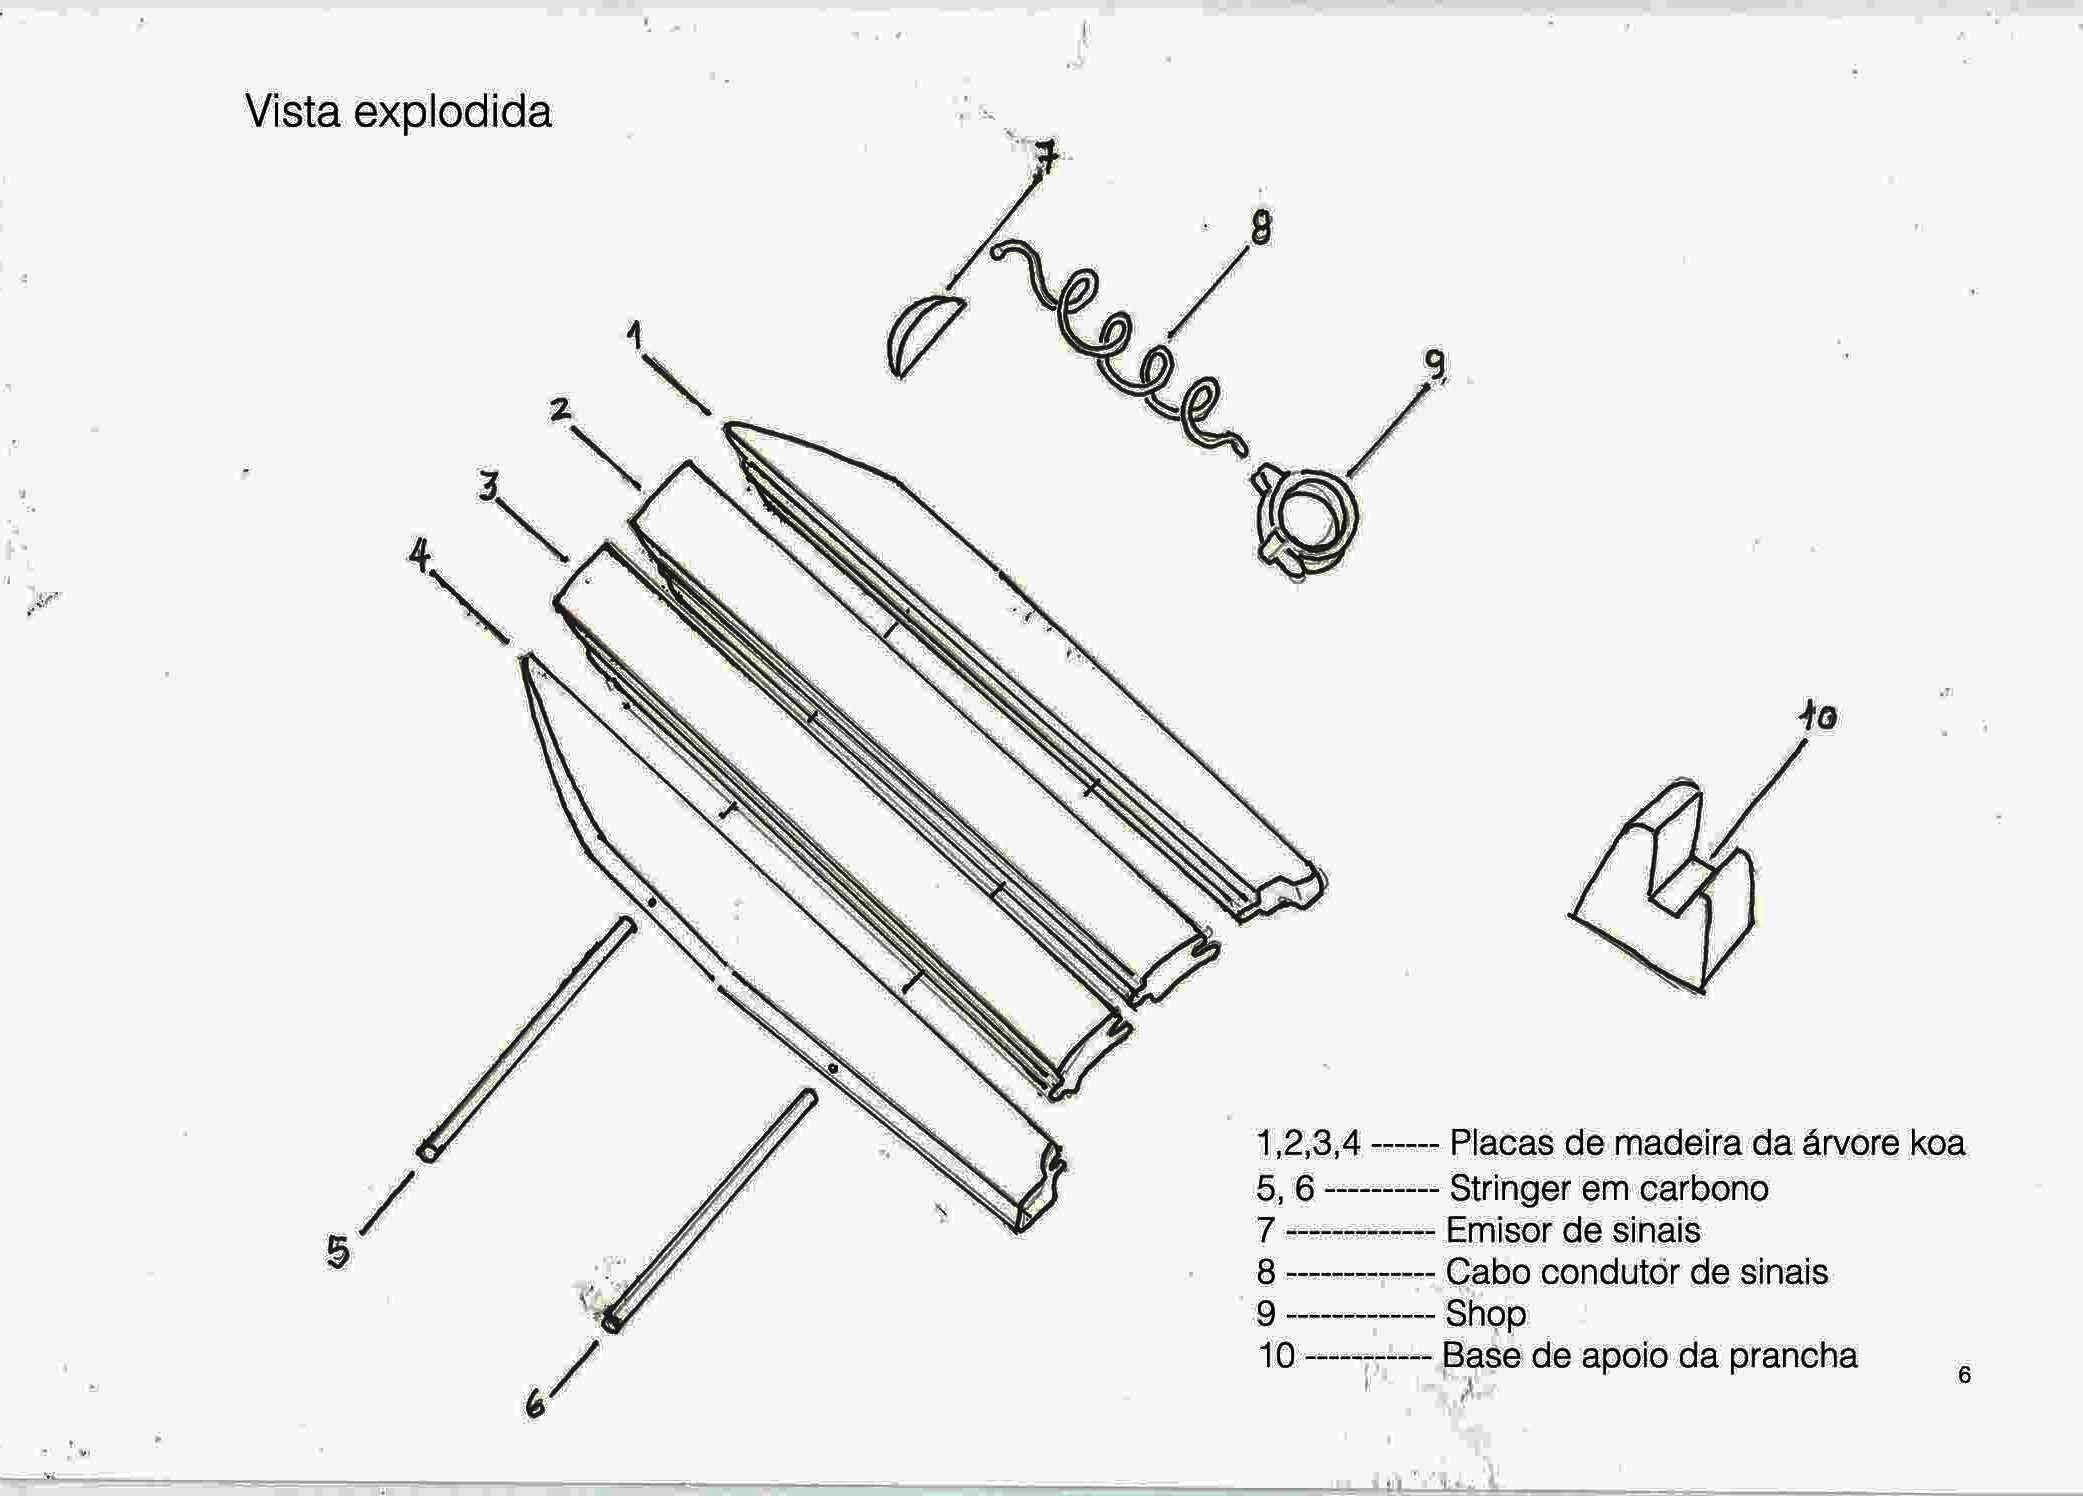 Vista explodida
7
8
1
9
2
3
4
10
5
6
1,2,3,4 ------ Placas de madeira da árvore koa
5, 6 ---------- Stringer em carbono
7 ------------- Emisor de sinais
8 ------------- Cabo condutor de sinais
9 ------------- Shop
10 ----------- Base de apoio da prancha
6